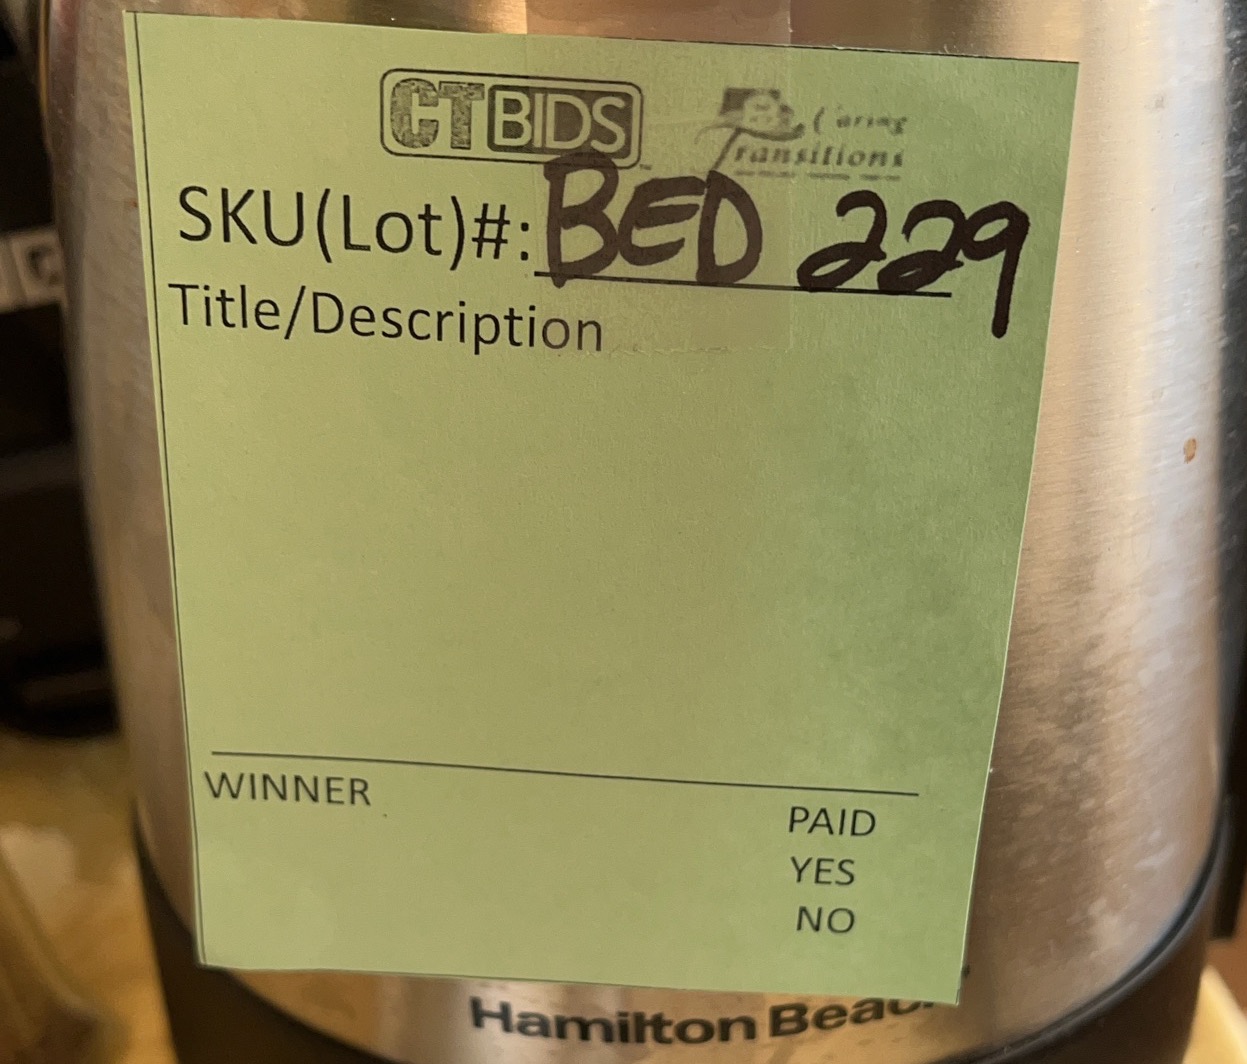 CTBIDS
Caring
Transitions
SKU(Lot)#: BED 229
Title/Description
WINNER
PAID
YES
NO
Hamilton Beac